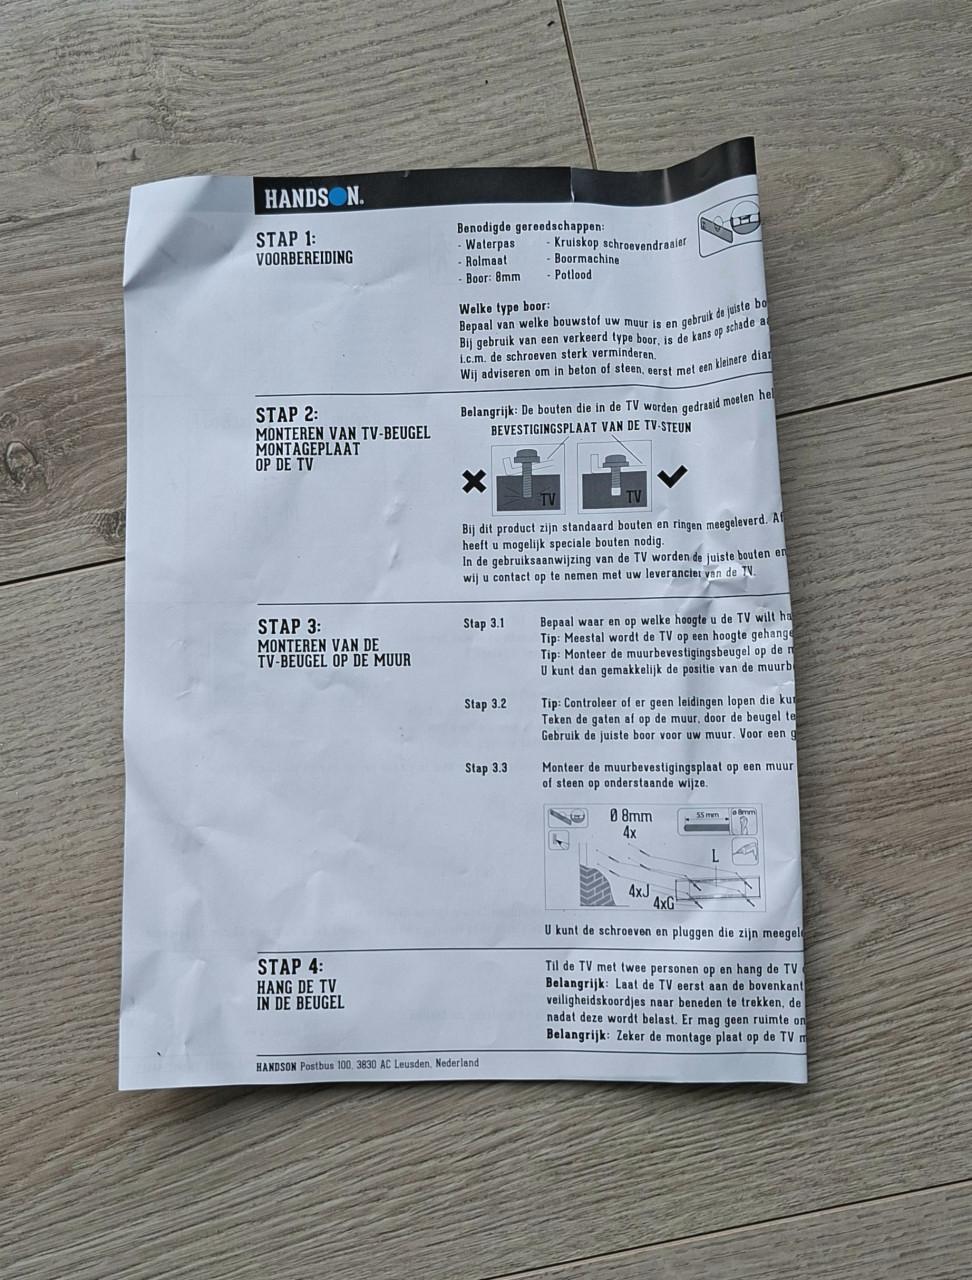 HANDSON.
STAP 1:
VOORBEREIDING
Benodigde gereedschappen:
- Waterpas - Kruiskop schroevendraaier
- Rolmaat - Boormachine
- Boor: 8mm - Potlood
Welke type boor:
Bepaal van welke bouwstof uw muur is en gebruik de juiste bo
Bij gebruik van een verkeerd type boor, is de kans op schade a
i.c.m. de schroeven sterk verminderen.
Wij adviseren om in beton of steen, eerst met een kleinere diar
STAP 2:
MONTEREN VAN TV-BEUGEL
MONTAGEPLAAT
OP DE TV
Belangrijk: De bouten die in de TV worden gedraaid moeten hel
BEVESTIGINGSPLAAT VAN DE TV-STEUN
TV
TV
Bij dit product zijn standaard bouten en ringen meegeleverd. Af
heeft u mogelijk speciale bouten nodig.
In de gebruiksaanwijzing van de TV worden de juiste bouten en
wij u contact op te nemen met uw leverancier van de TV.
STAP 3:
MONTEREN VAN DE
TV-BEUGEL OP DE MUUR
Stap 3.1 Bepaal waar en op welke hoogte u de TV wilt ha
Tip: Meestal wordt de TV op een hoogte gehange
Tip: Monteer de muurbevestigingsbeugel op de m
U kunt dan gemakkelijk de positie van de muurb
Stap 3.2 Tip: Controleer of er geen leidingen lopen die kun
Teken de gaten af op de muur, door de beugel te
Gebruik de juiste boor voor uw muur. Voor een g
Stap 3.3 Monteer de muurbevestigingsplaat op een muur
of steen op onderstaande wijze.
Ø 8mm
4x
55 mm
ø 8mm
L
4xJ
4xG
U kunt de schroeven en pluggen die zijn meegele
STAP 4:
HANG DE TV
IN DE BEUGEL
Til de TV met twee personen op en hang de TV
Belangrijk: Laat de TV eerst aan de bovenkant
veiligheidskoordjes naar beneden te trekken, de
nadat deze wordt belast. Er mag geen ruimte on
Belangrijk: Zeker de montage plaat op de TV m
HANDSON Postbus 100, 3830 AC Leusden, Nederland